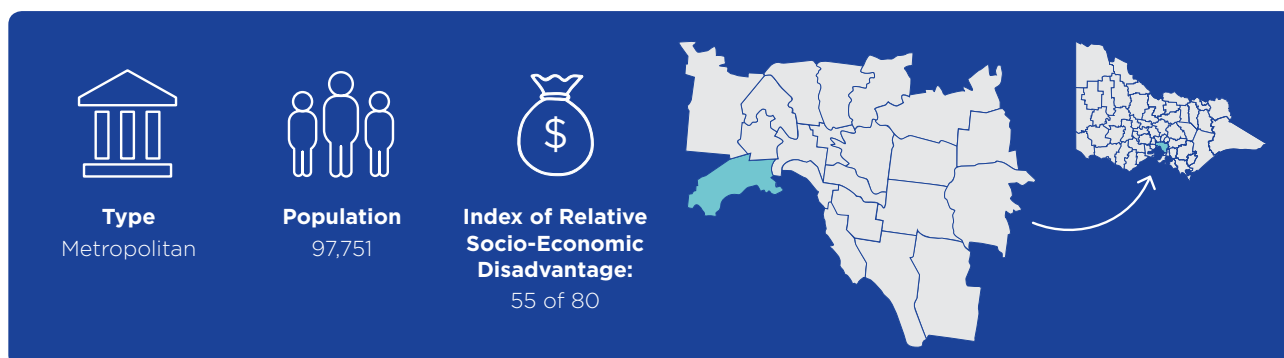 $
Type
Metropolitan
Population
97,751
Index of Relative
Socio-Economic
Disadvantage:
55 of 80